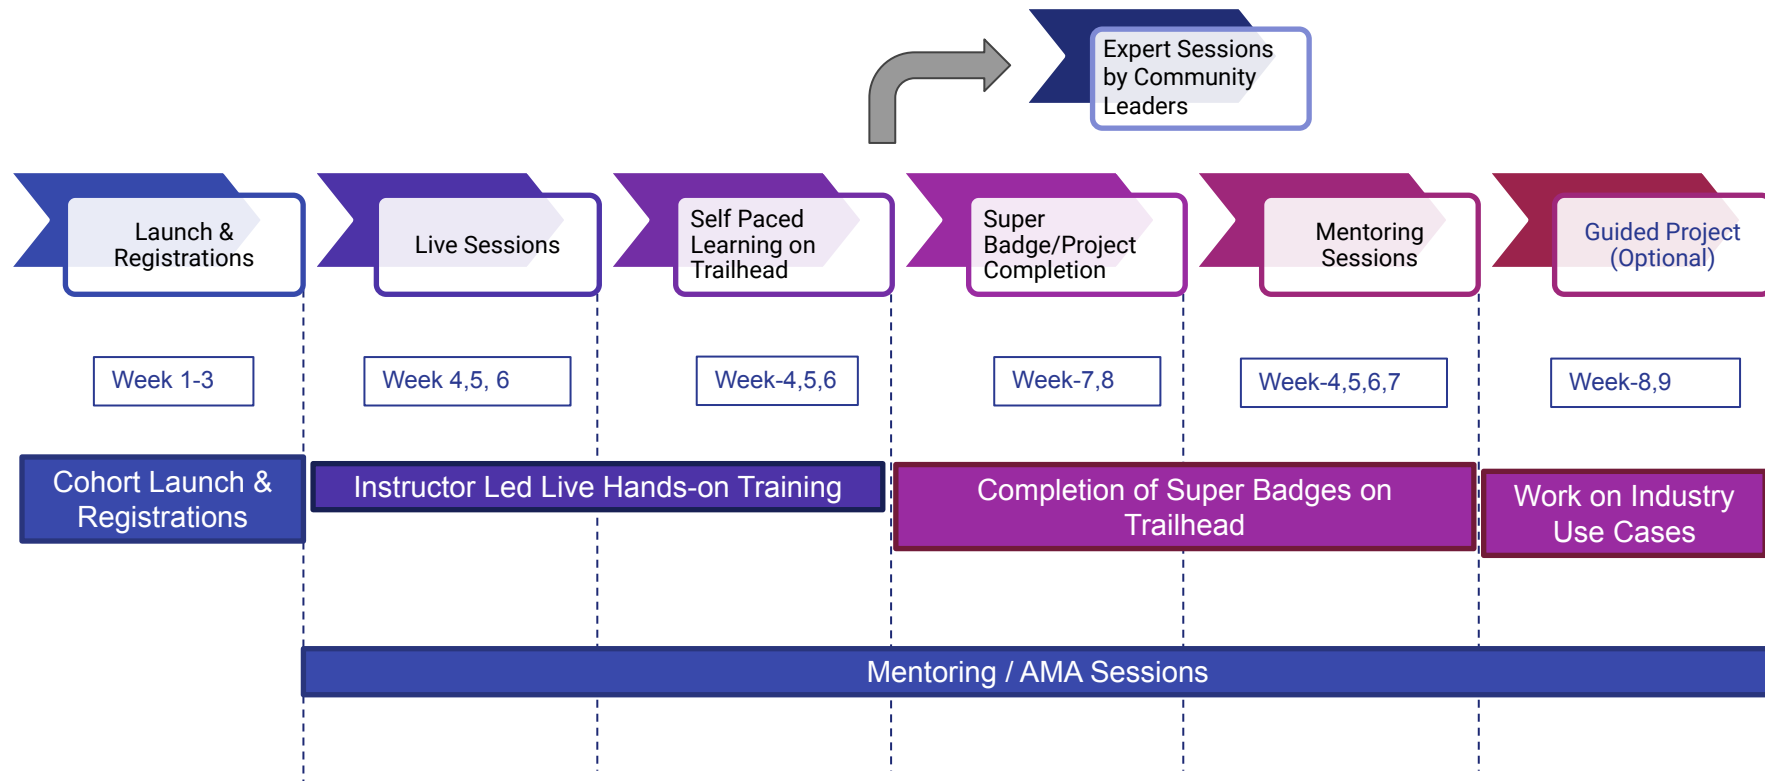 Expert Sessions
by Community
Leaders
Launch &
Registrations
Live Sessions
Self Paced
Learning on
Trailhead
Super
Badge/Project
Completion
Mentoring
Sessions
Guided Project
(Optional)
Week 1-3
Week 4,5, 6
Week-4,5,6
Week-7,8
Week-4,5,6,7
Week-8,9
Cohort Launch &
Registrations
Instructor Led Live Hands-on Training
Completion of Super Badges on
Trailhead
Work on Industry
Use Cases
Mentoring / AMA Sessions